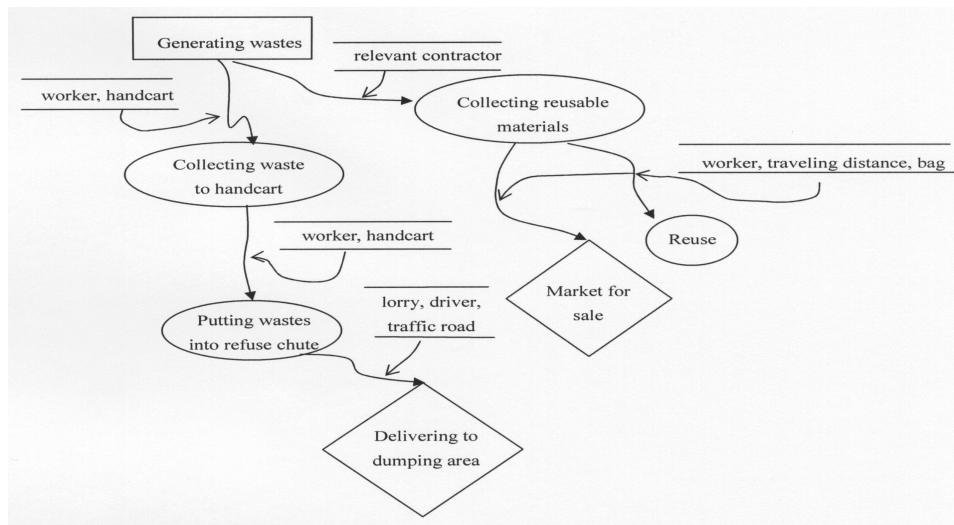 Generating wastes
relevant contractor
worker, handcart
Collecting reusable
materials
Collecting waste
to handcart
worker, traveling distance, bag
worker, handcart
Reuse
Market for
sale
lorry, driver,
traffic road
Putting wastes
into refuse chute
Delivering to
dumping area